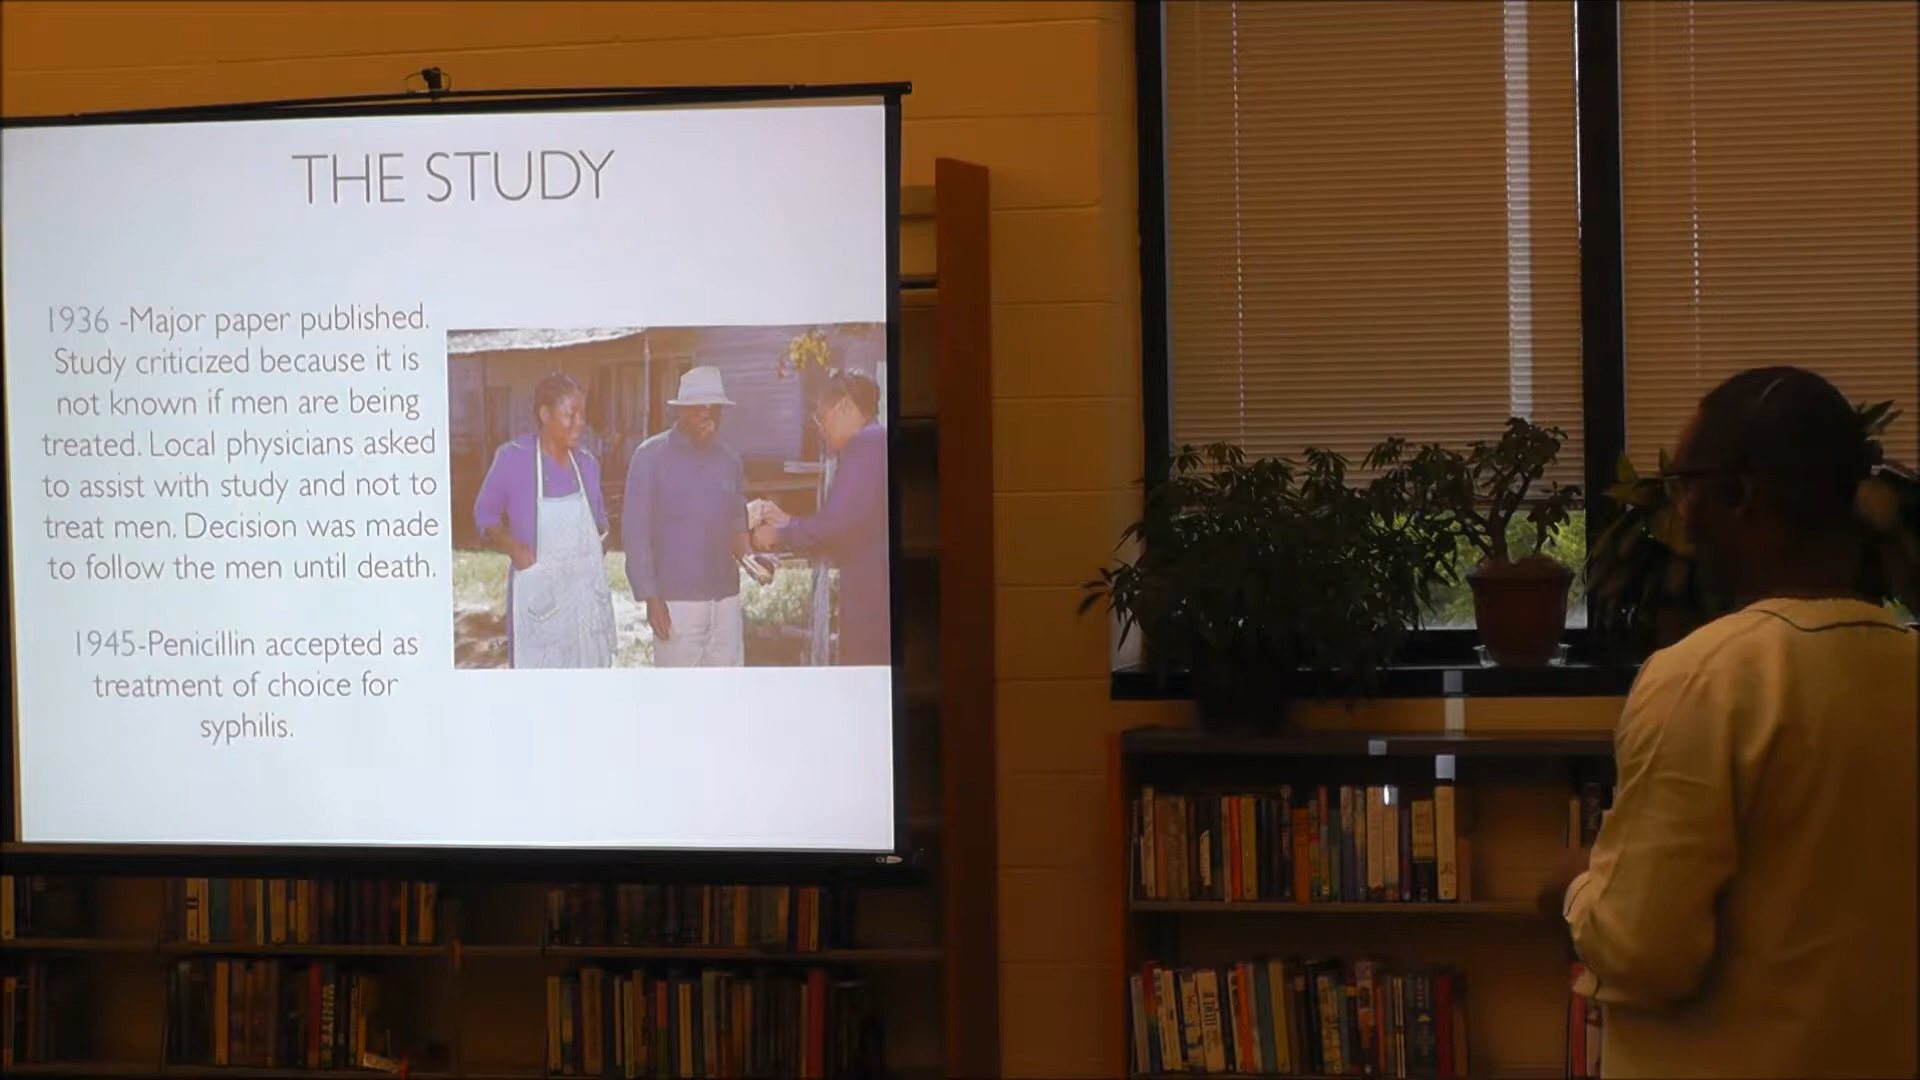 THE STUDY
1936 -Major paper published.
Study criticized because it is
not known if men are being
treated. Local physicians asked
to assist with study and not to
treat men. Decision was made
to follow the men until death.
1945-Penicillin accepted as
treatment of choice for
syphilis.